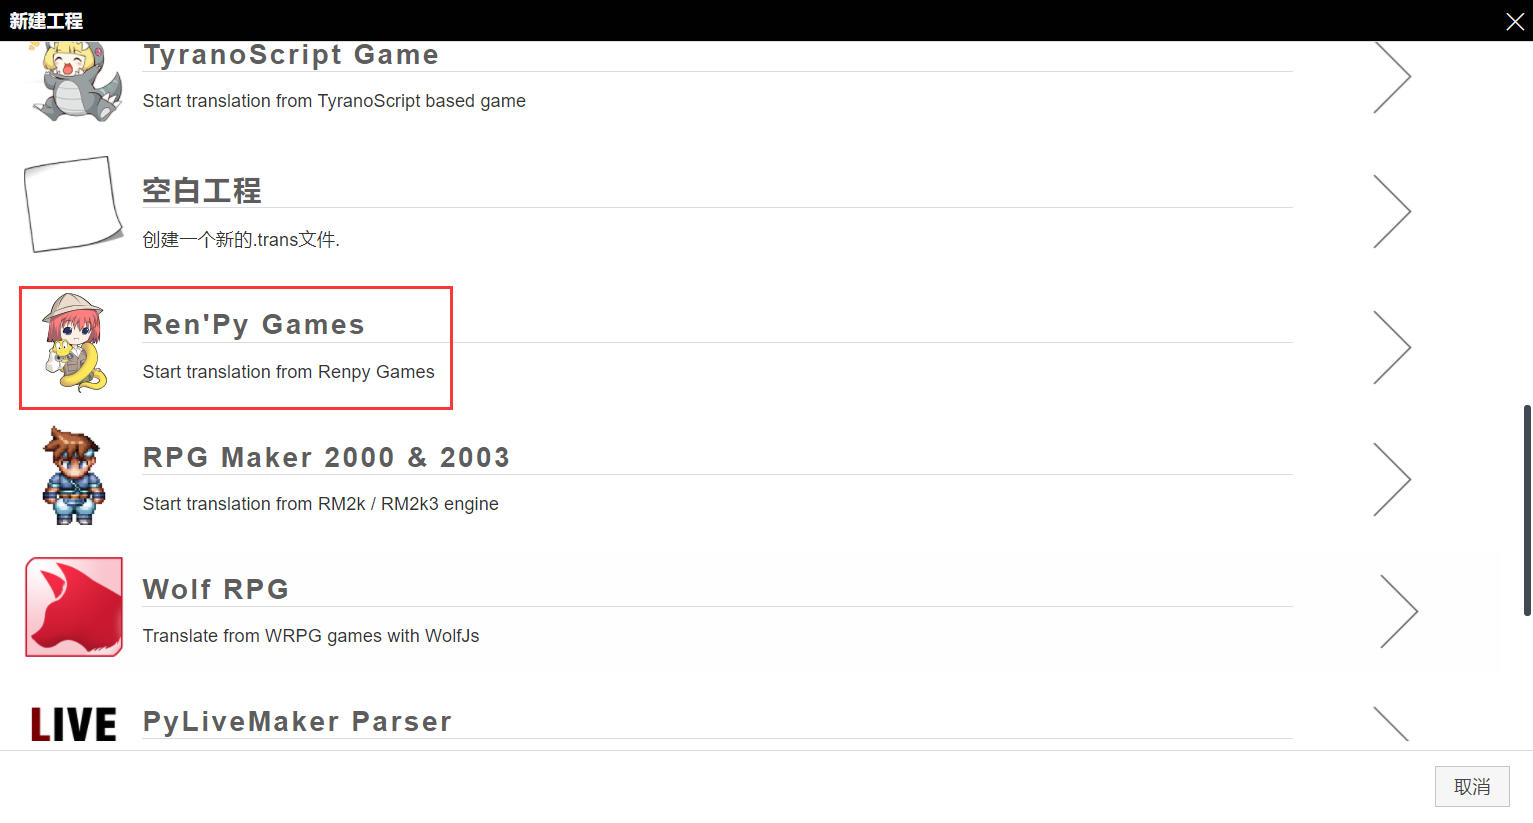 新建工程
TyranoScript Game
Start translation from TyranoScript based game
空白工程
创建一个新的.trans文件.
Ren'Py Games
Start translation from Renpy Games
RPG Maker 2000 & 2003
Start translation from RM2k / RM2k3 engine
Wolf RPG
Translate from WRPG games with WolfJs
LIVE
PyLiveMaker Parser
取消